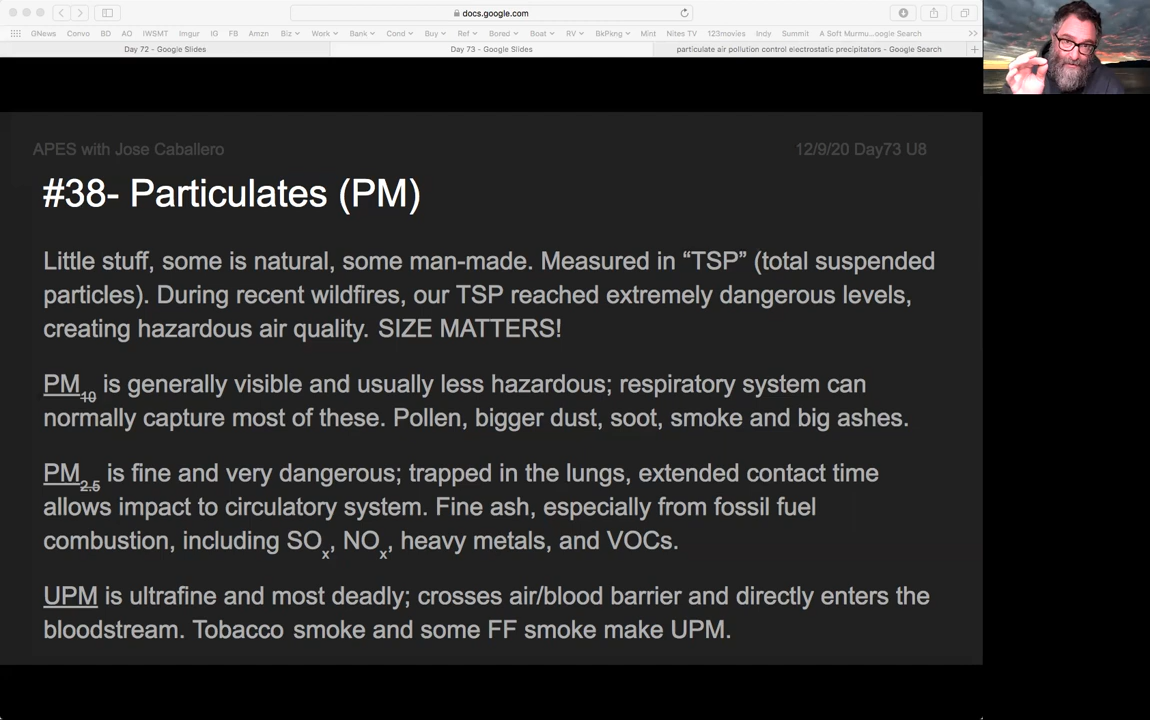 docs.google.com
GNews Convo BD AO IWSMT Imgur IG FB Amzn Biz Work Bank Cond Buy Ref Bored Boat RV BkPkng Mint Nites TV 123movies Indy Summit A Soft Murmu...oogle Search
Day 72 - Google Slides
Day 73 - Google Slides
particulate air pollution control electrostatic precipitators - Google Search
APES with Jose Caballero
12/9/20 Day73 U8
#38- Particulates (PM)
Little stuff, some is natural, some man-made. Measured in “TSP” (total suspended
particles). During recent wildfires, our TSP reached extremely dangerous levels,
creating hazardous air quality. SIZE MATTERS!
PM10 is generally visible and usually less hazardous; respiratory system can
normally capture most of these. Pollen, bigger dust, soot, smoke and big ashes.
PM2.5 is fine and very dangerous; trapped in the lungs, extended contact time
allows impact to circulatory system. Fine ash, especially from fossil fuel
combustion, including SOx, NOx, heavy metals, and VOCs.
UPM is ultrafine and most deadly; crosses air/blood barrier and directly enters the
bloodstream. Tobacco smoke and some FF smoke make UPM.